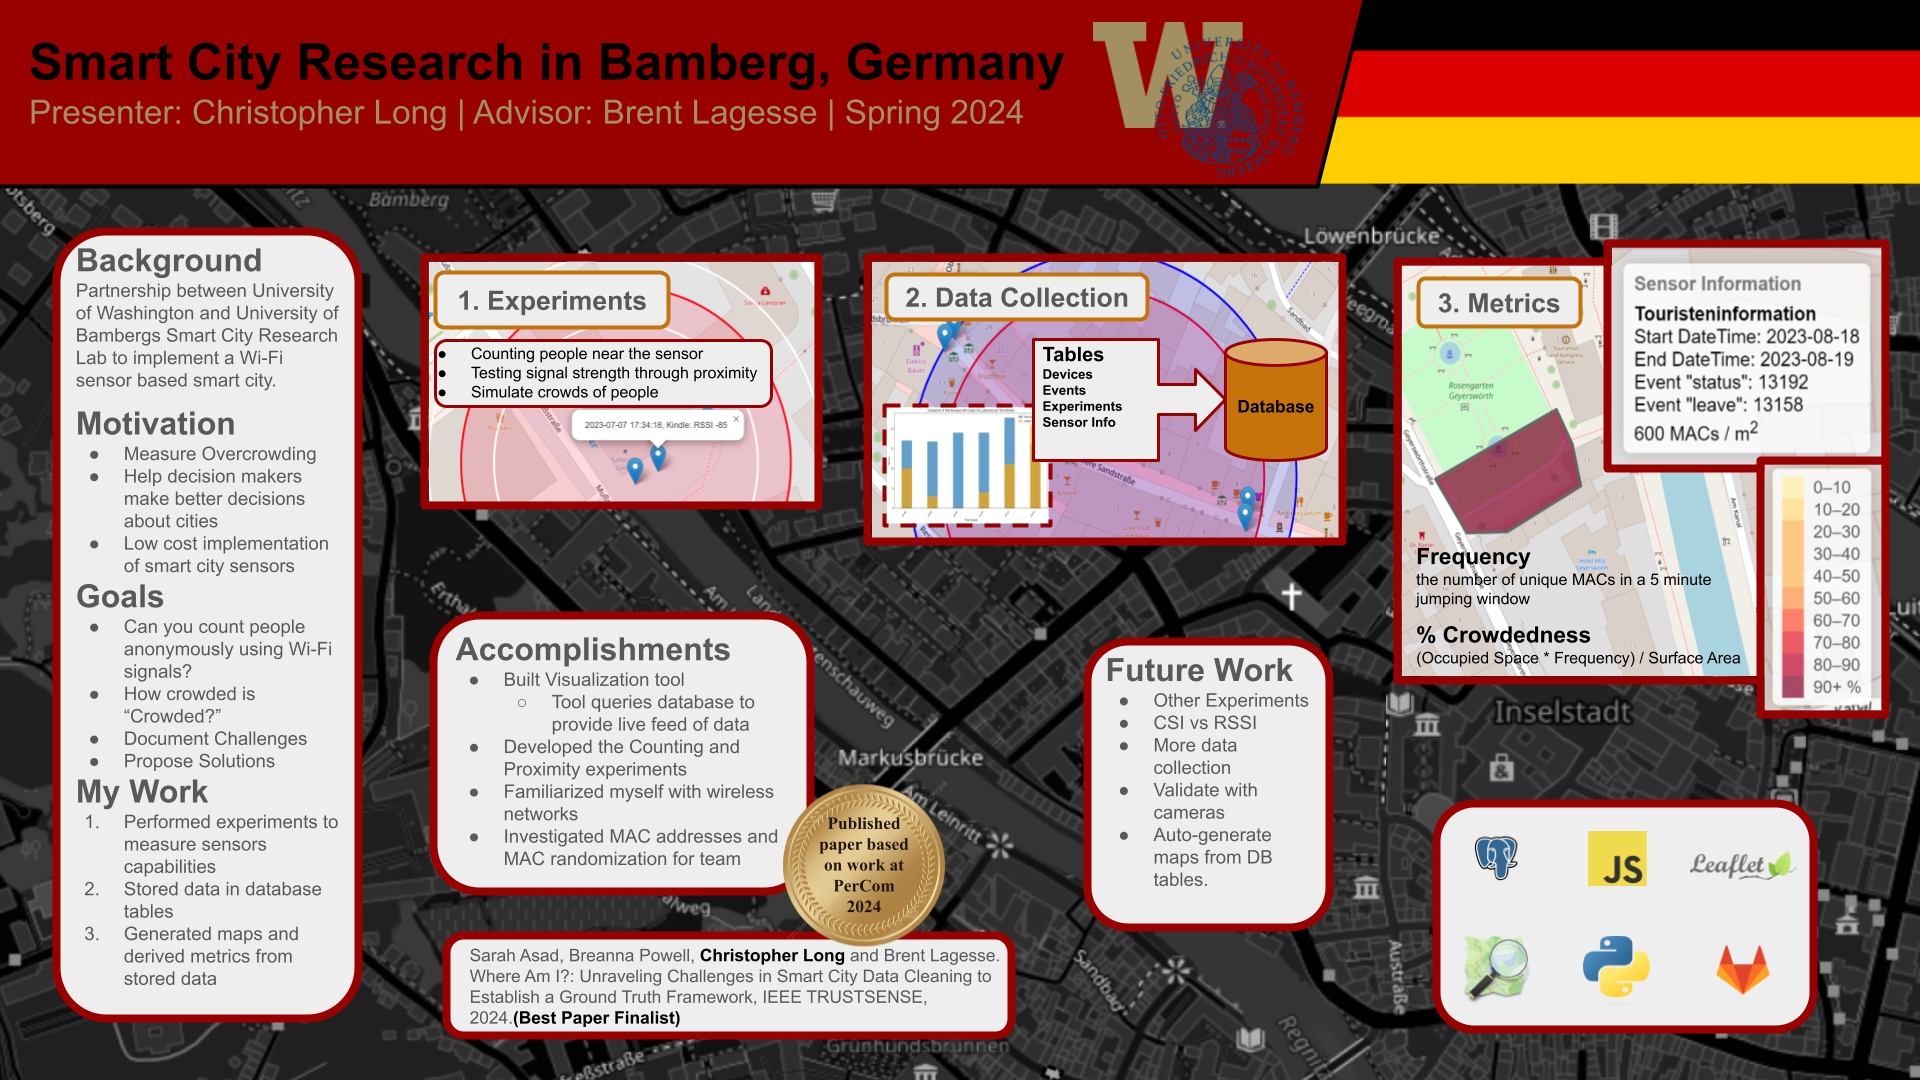 Smart City Research in Bamberg, Germany
Presenter: Christopher Long | Advisor: Brent Lagesse | Spring 2024
W
Bamberg
Löwenbrücke
Background
Partnership between University
of Washington and University of
Bambergs Smart City Research
Lab to implement a Wi-Fi
sensor based smart city.
Motivation
● Measure Overcrowding
● Help decision makers
make better decisions
about cities
● Low cost implementation
of smart city sensors
Goals
● Can you count people
anonymously using Wi-Fi
signals?
● How crowded is
“Crowded?”
● Document Challenges
● Propose Solutions
My Work
1. Performed experiments to
measure sensors
capabilities
2. Stored data in database
tables
3. Generated maps and
derived metrics from
stored data
1. Experiments
● Counting people near the sensor
● Testing signal strength through proximity
● Simulate crowds of people
2023-07-07 17:34:18, Kindle: RSSI -85
2. Data Collection
Tables
Devices
Events
Experiments
Sensor Info
Database
3. Metrics
Rosengarten
Geyerswörth
Frequency
the number of unique MACs in a 5 minute
jumping window
% Crowdedness
(Occupied Space * Frequency) / Surface Area
Sensor Information
Touristeninformation
Start DateTime: 2023-08-18
End DateTime: 2023-08-19
Event "status": 13192
Event "leave": 13158
600 MACs / m2
0–10
10–20
20–30
30–40
40–50
50–60
60–70
70–80
80–90
90+ %
Accomplishments
● Built Visualization tool
○ Tool queries database to
provide live feed of data
● Developed the Counting and
Proximity experiments
● Familiarized myself with wireless
networks
● Investigated MAC addresses and
MAC randomization for team
Published
paper based
on work at
PerCom
2024
Sarah Asad, Breanna Powell, Christopher Long and Brent Lagesse.
Where Am I?: Unraveling Challenges in Smart City Data Cleaning to
Establish a Ground Truth Framework, IEEE TRUSTSENSE,
2024.(Best Paper Finalist)
Future Work
● Other Experiments
● CSI vs RSSI
● More data
collection
● Validate with
cameras
● Auto-generate
maps from DB
tables.
Markusbrücke
Am Leinritt
Inselstadt
Sandbad
Regnitz
Austraße
Grünhundsbrunnen
JS
Leaflet